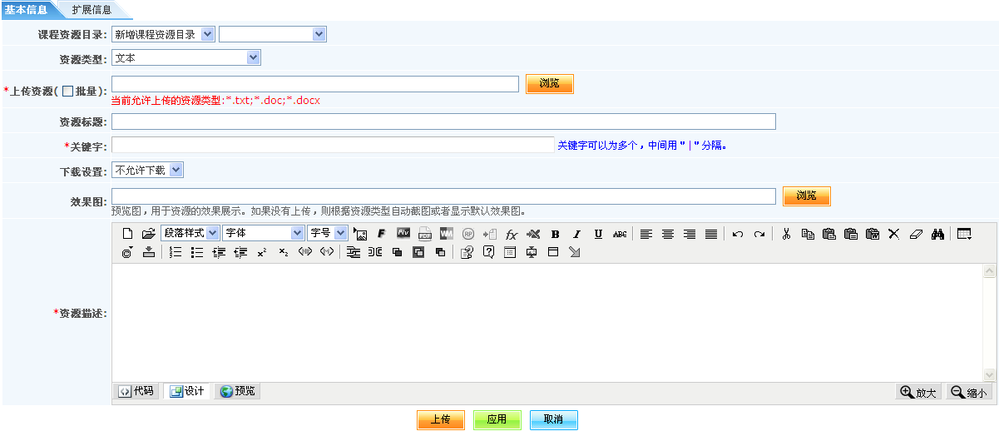 基本信息 扩展信息
课程资源目录: 新增课程资源目录
资源类型: 文本
*上传资源(批量): 浏览
当前允许上传的资源类型:*.txt;*.doc;*.docx
资源标题:
*关键字: 关键字可以为多个，中间用 "|" 分隔。
下载设置: 不允许下载
效果图: 浏览
预览图，用于资源的效果展示。如果没有上传，则根据资源类型自动截图或者显示默认效果图。
段落样式 字体 字号 F Flv PDF WM RP fx B I U ABC
*资源描述:
代码 设计 预览 放大 缩小
上传 应用 取消